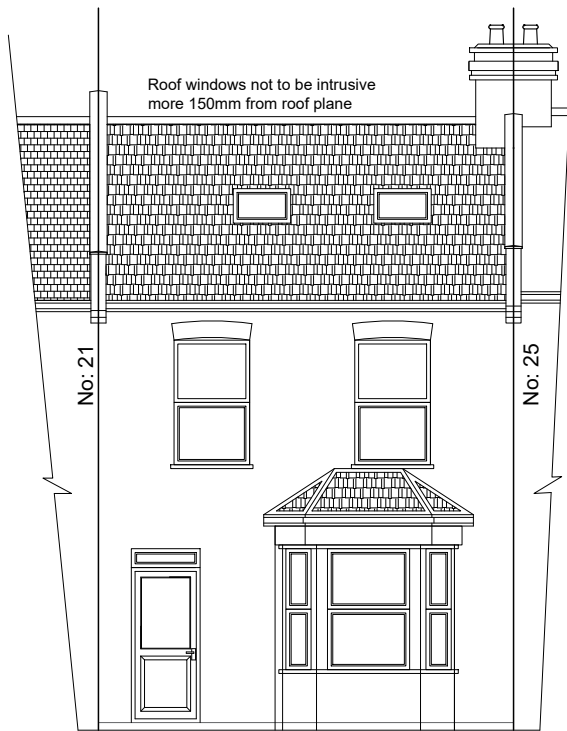 Roof windows not to be intrusive
more 150mm from roof plane
No: 21
No: 25